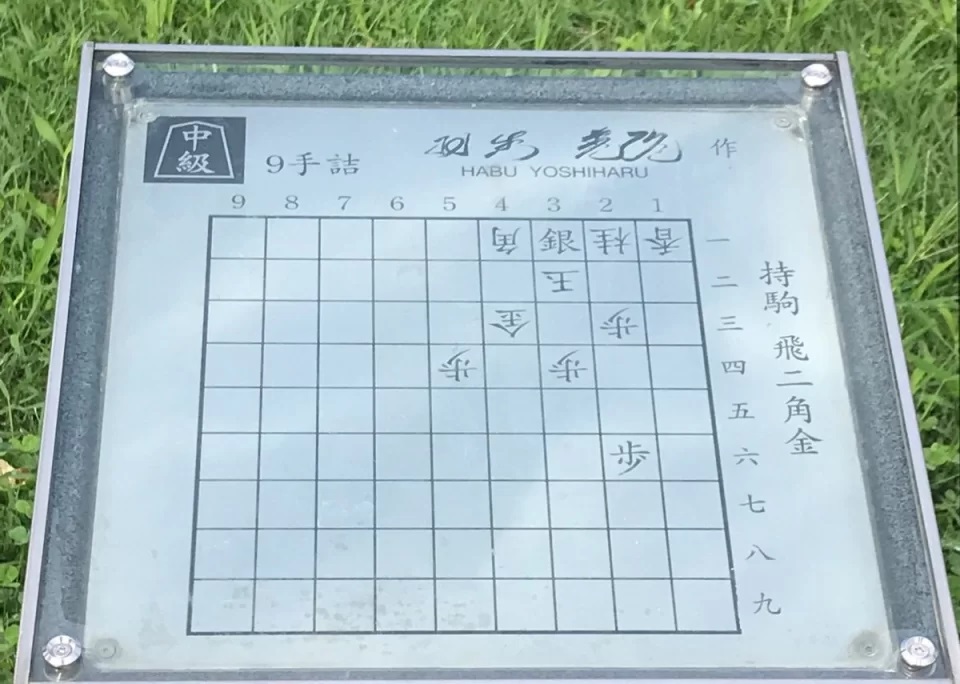 中級
9手詰
羽生 善治 作
HABU YOSHIHARU
9 8 7 6 5 4 3 2 1
角 銀 桂 香 一
玉 二
金 歩 三
歩 歩 四
五
歩 六
七
八
九
持駒 飛二角金